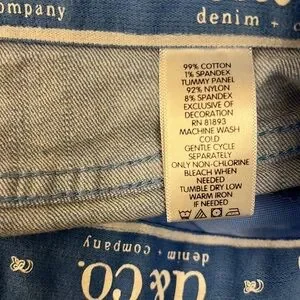 company
denim + c
99% COTTON
1% SPANDEX
TUMMY PANEL
92% NYLON
8% SPANDEX
EXCLUSIVE OF
DECORATION
RN 81893
MACHINE WASH
COLD
GENTLE CYCLE
SEPARATELY
ONLY NON-CHLORINE
BLEACH WHEN
NEEDED
TUMBLE DRY LOW
WARM IRON
IF NEEDED
denim + company
d&CO.